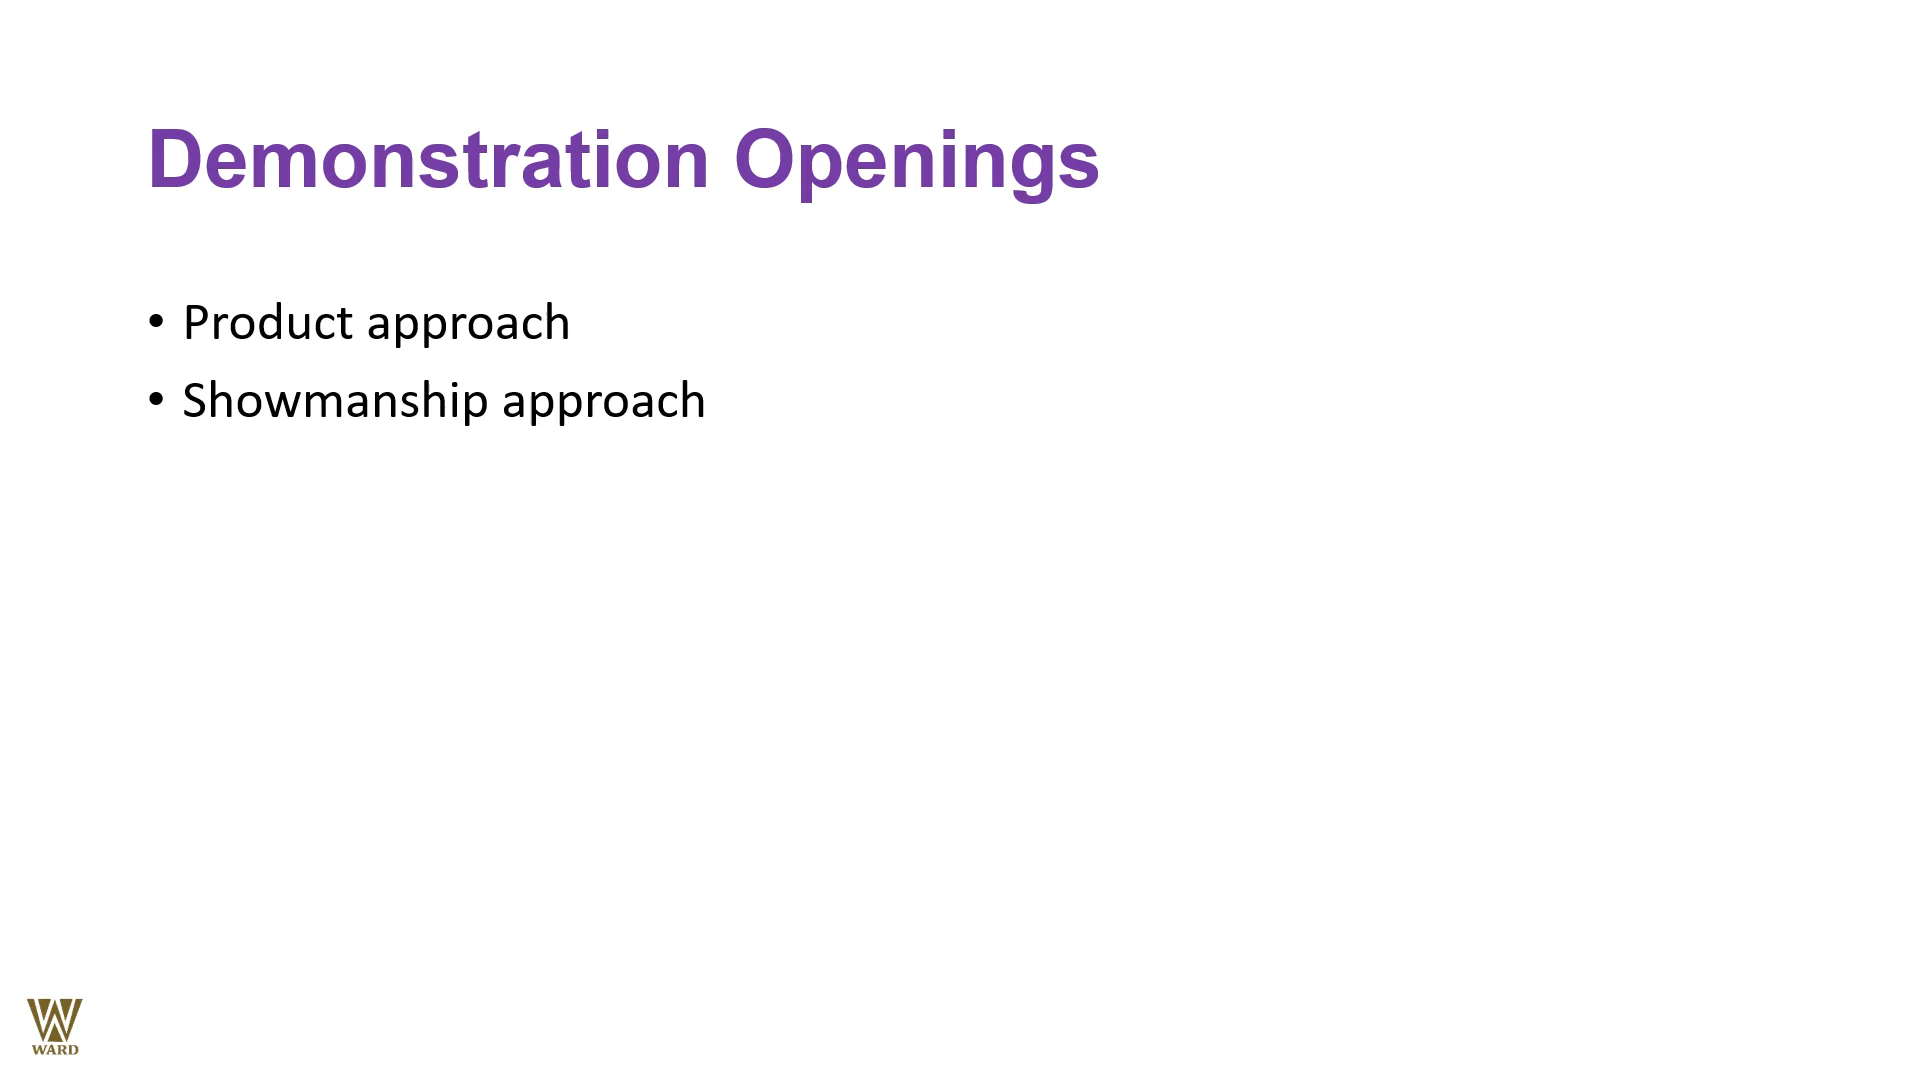 Demonstration Openings
• Product approach
• Showmanship approach
WARD